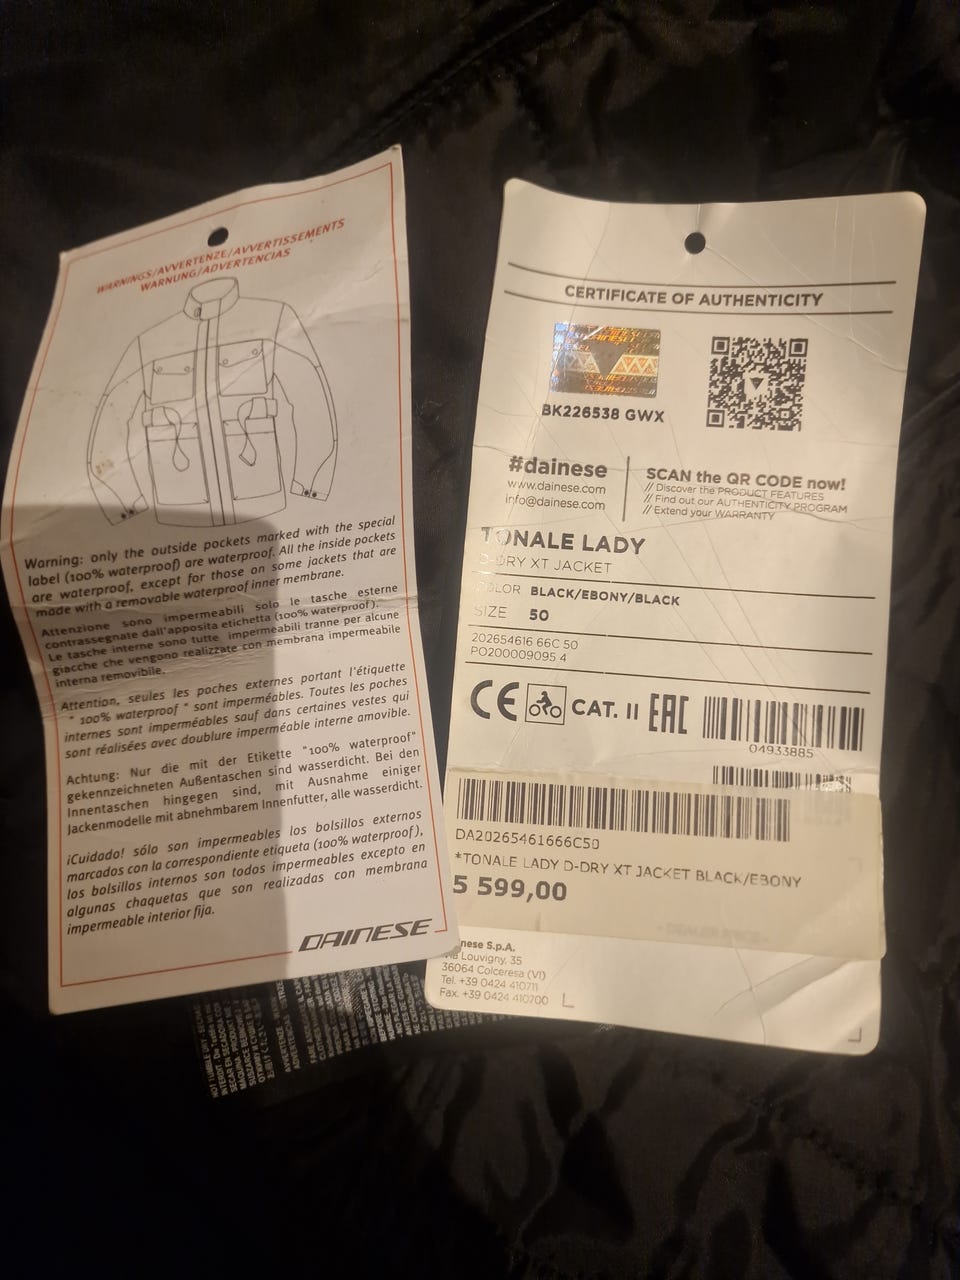 WARNINGS/AVVERTENZE/AVVERTISSEMENTS
WARNUNG/ADVERTENCIAS
Warning: only the outside pockets marked with the special
label (100% waterproof) are waterproof. All the inside pockets
are waterproof, except for those on some jackets that are
made with a removable waterproof inner membrane.
Attenzione sono impermeabili solo le tasche esterne
contrassegnate dall'apposita etichetta (100% waterproof).
Le tasche interne sono tutte impermeabili tranne per alcune
giacche che vengono realizzate con membrana impermeabile
interna removibile.
Attention, seules les poches externes portant l'étiquette
" 100% waterproof " sont imperméables. Toutes les poches
internes sont imperméables sauf dans certaines vestes qui
sont réalisées avec doublure imperméable interne amovible.
Achtung: Nur die mit der Etikette "100% waterproof"
gekennzeichneten Außentaschen sind wasserdicht. Bei den
Innentaschen hingegen sind, mit Ausnahme einiger
Jackenmodelle mit abnehmbarem Innenfutter, alle wasserdicht.
¡Cuidado! sólo son impermeables los bolsillos externos
marcados con la correspondiente etiqueta (100% waterproof),
los bolsillos internos son todos impermeables excepto en
algunas chaquetas que son realizadas con membrana
impermeable interior fija.
DAINESE
CERTIFICATE OF AUTHENTICITY
BK226538 GWX
#dainese
www.dainese.com
info@dainese.com
SCAN the QR CODE now!
// Discover the PRODUCT FEATURES
// Find out our AUTHENTICITY PROGRAM
// Extend your WARRANTY
TONALE LADY
D-DRY XT JACKET
COLOR BLACK/EBONY/BLACK
SIZE 50
202654616 66C 50
PO200009095 4
CE CAT. II EAC
04933885
DA20265461666C50
*TONALE LADY D-DRY XT JACKET BLACK/EBONY
5 599,00
- DEALER PRICE -
nese S.p.A.
Louvigny, 35
36064 Colceresa (VI)
Tel. +39 0424 410711
Fax. +39 0424 410700